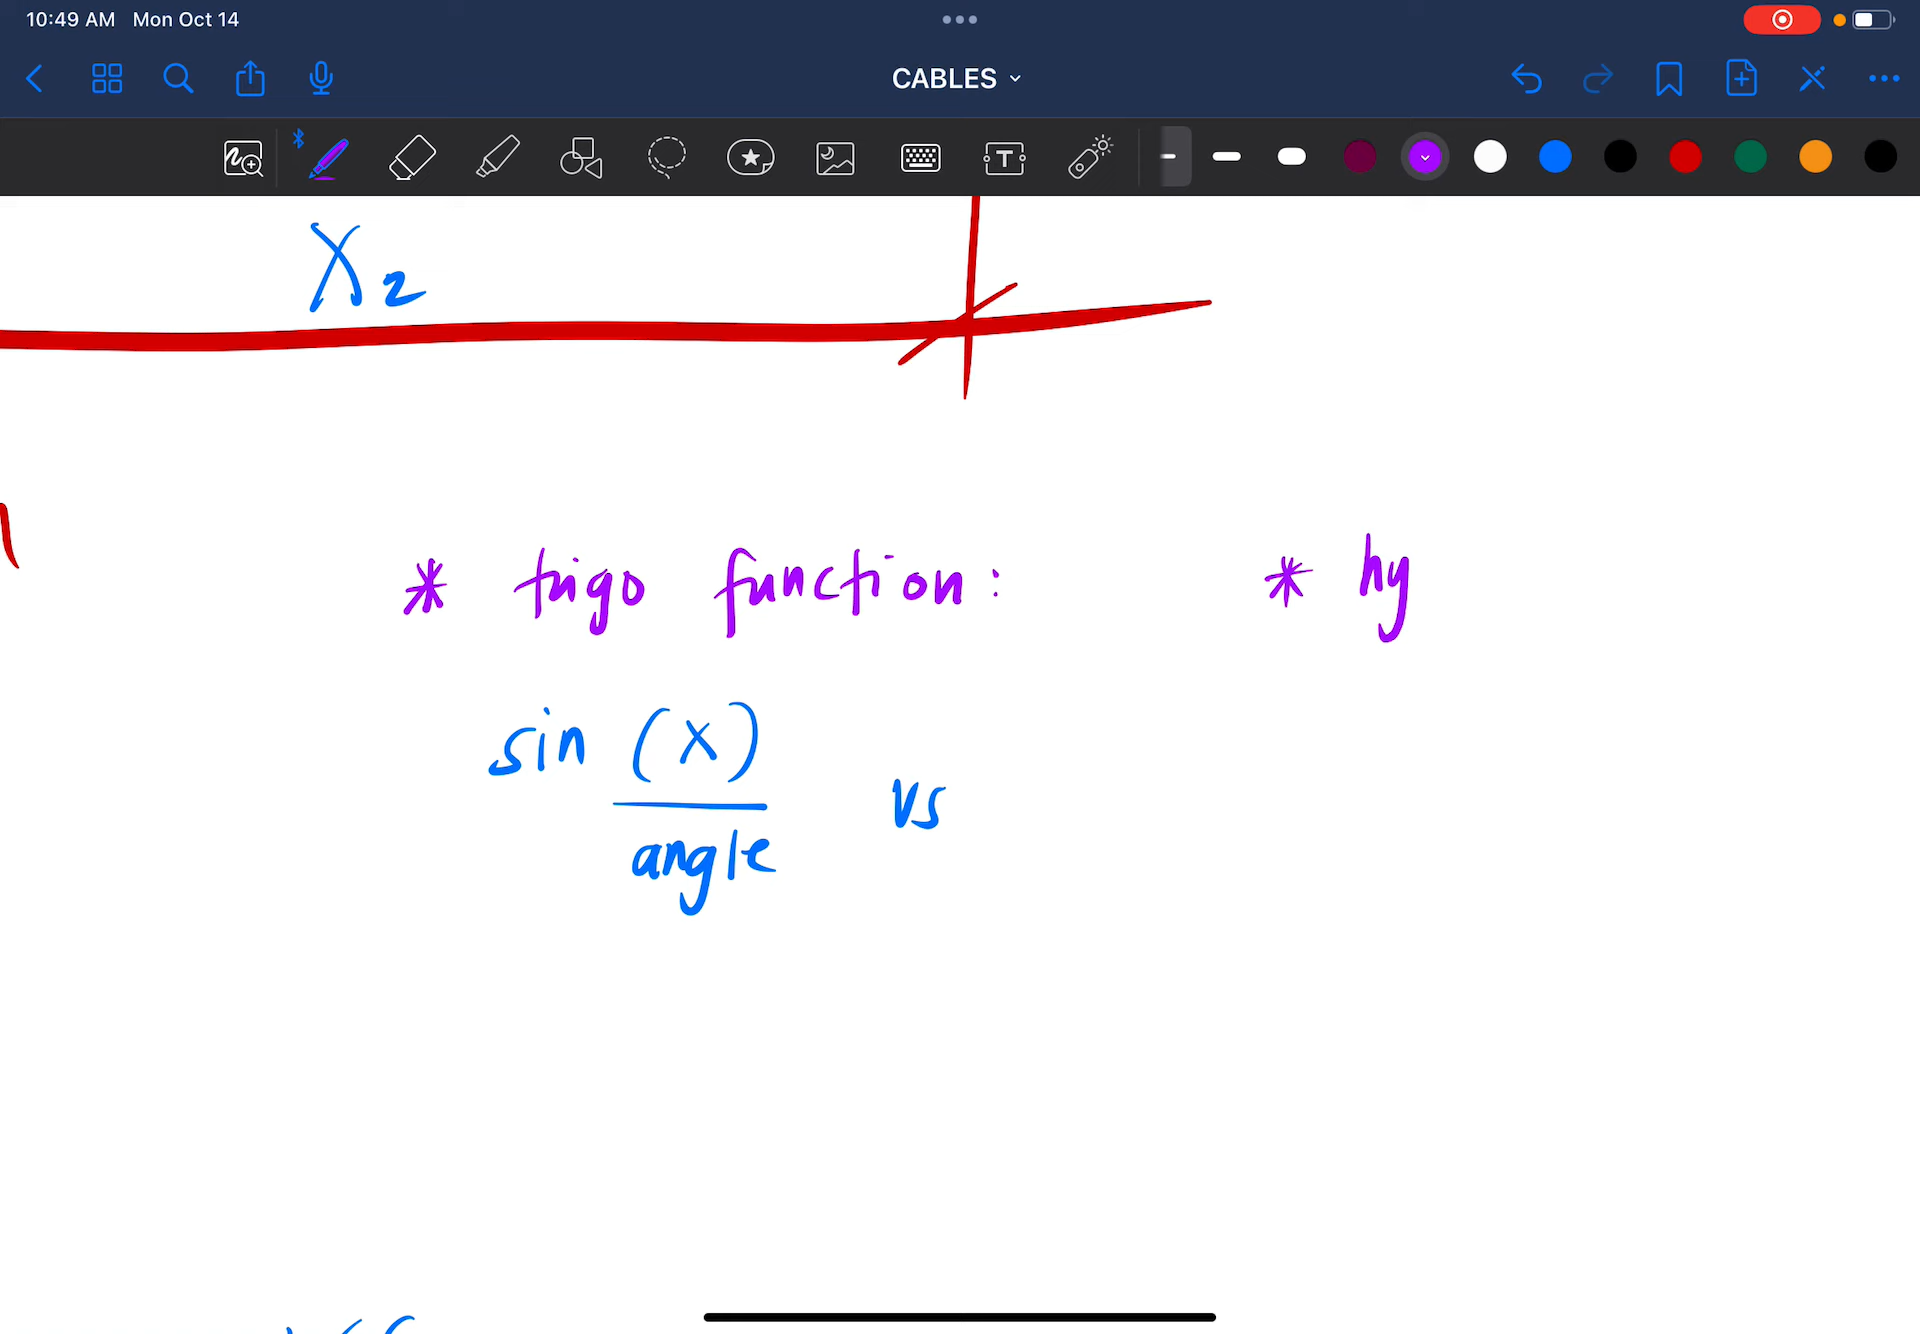 10:49 AM Mon Oct 14
CABLES
T
X2
* trigo function: * hy
sin (x)
vs
angle